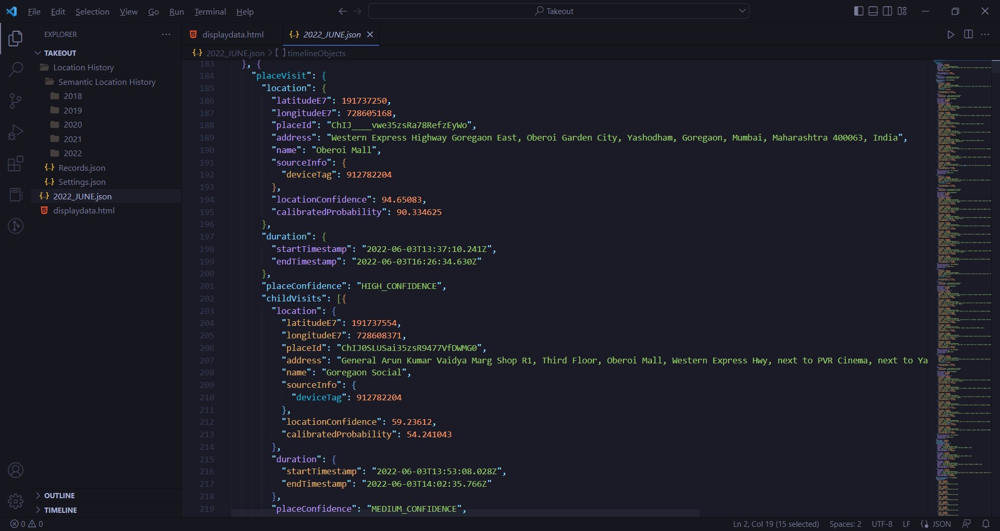 File Edit Selection View Go Run Terminal Help
Takeout
EXPLORER
TAKEOUT
Location History
Semantic Location History
2018
2019
2020
2021
2022
Records.json
Settings.json
2022_JUNE.json
displaydata.html
OUTLINE
TIMELINE
displaydata.html
2022_JUNE.json
2022_JUNE.json > [ ] timelineObjects
183 }, {
184 "placeVisit": {
185 "location": {
186 "latitudeE7": 191737250,
187 "longitudeE7": 728605168,
188 "placeId": "ChIJ____vwe35zsRa78RefzEyWo",
189 "address": "Western Express Highway Goregaon East, Oberoi Garden City, Yashodham, Goregaon, Mumbai, Maharashtra 400063, India",
190 "name": "Oberoi Mall",
191 "sourceInfo": {
192 "deviceTag": 912782204
193 },
194 "locationConfidence": 94.65083,
195 "calibratedProbability": 90.334625
196 },
197 "duration": {
198 "startTimestamp": "2022-06-03T13:37:10.241Z",
199 "endTimestamp": "2022-06-03T16:26:34.630Z"
200 },
201 "placeConfidence": "HIGH_CONFIDENCE",
202 "childVisits": [{
203 "location": {
204 "latitudeE7": 191737554,
205 "longitudeE7": 728608371,
206 "placeId": "ChIJ0SLUSai35zsR9477VfDWMG0",
207 "address": "General Arun Kumar Vaidya Marg Shop R1, Third Floor, Oberoi Mall, Western Express Hwy, next to PVR Cinema, next to Ya
208 "name": "Goregaon Social",
209 "sourceInfo": {
210 "deviceTag": 912782204
211 },
212 "locationConfidence": 59.23612,
213 "calibratedProbability": 54.241043
214 },
215 "duration": {
216 "startTimestamp": "2022-06-03T13:53:08.028Z",
217 "endTimestamp": "2022-06-03T14:02:35.766Z"
218 },
219 "placeConfidence": "MEDIUM_CONFIDENCE",
0 0
Ln 2, Col 19 (15 selected) Spaces: 2 UTF-8 LF JSON